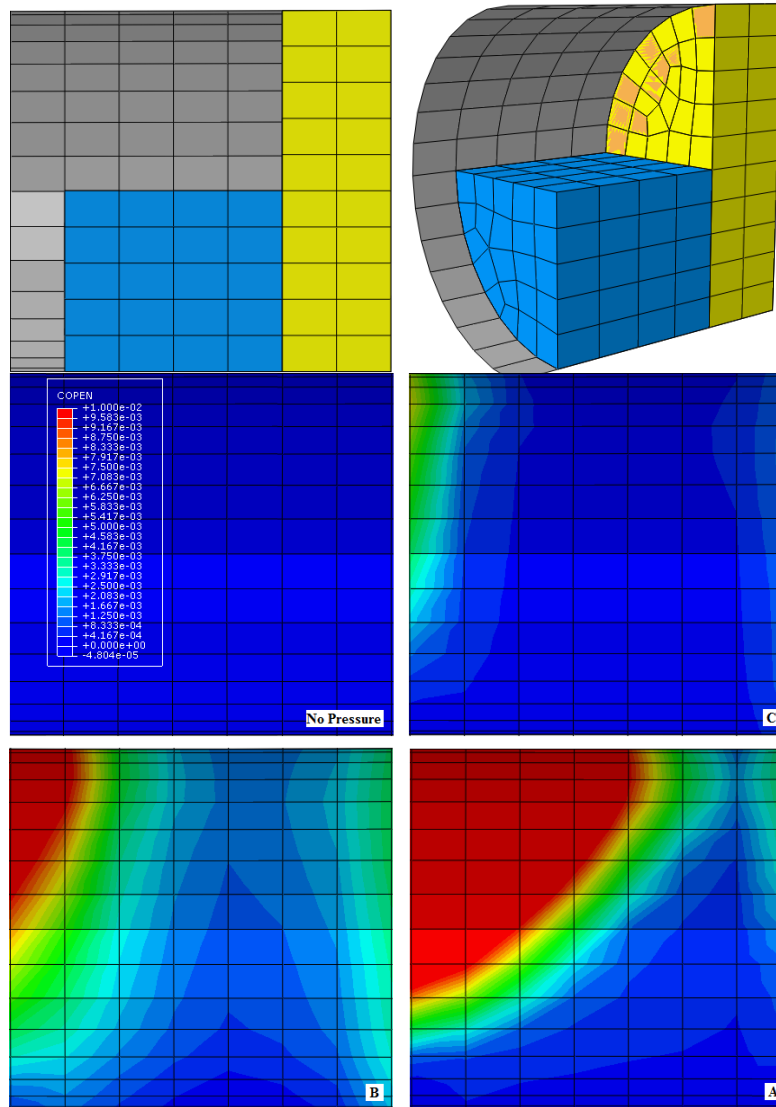 COPEN
+1.000e-02
+9.583e-03
+9.167e-03
+8.750e-03
+8.333e-03
+7.917e-03
+7.500e-03
+7.083e-03
+6.667e-03
+6.250e-03
+5.833e-03
+5.417e-03
+5.000e-03
+4.583e-03
+4.167e-03
+3.750e-03
+3.333e-03
+2.917e-03
+2.500e-03
+2.083e-03
+1.667e-03
+1.250e-03
+8.333e-04
+4.167e-04
+0.000e+00
-4.804e-05
No Pressure
C
B
A